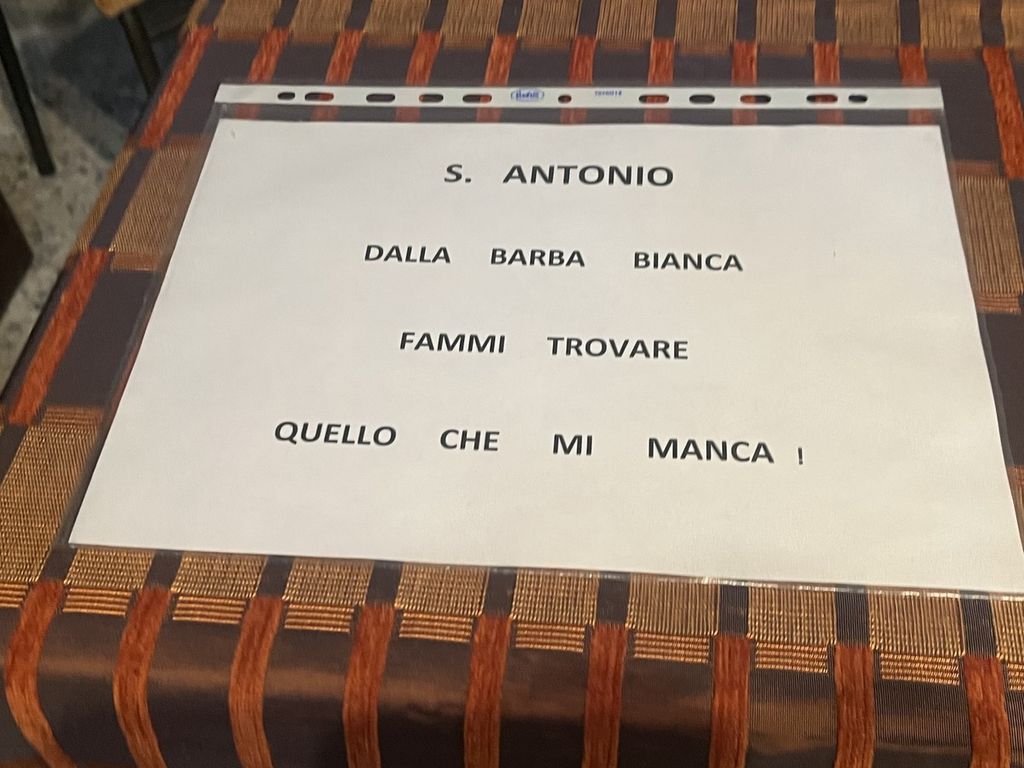 S. ANTONIO
DALLA BARBA BIANCA
FAMMI TROVARE
QUELLO CHE MI MANCA !